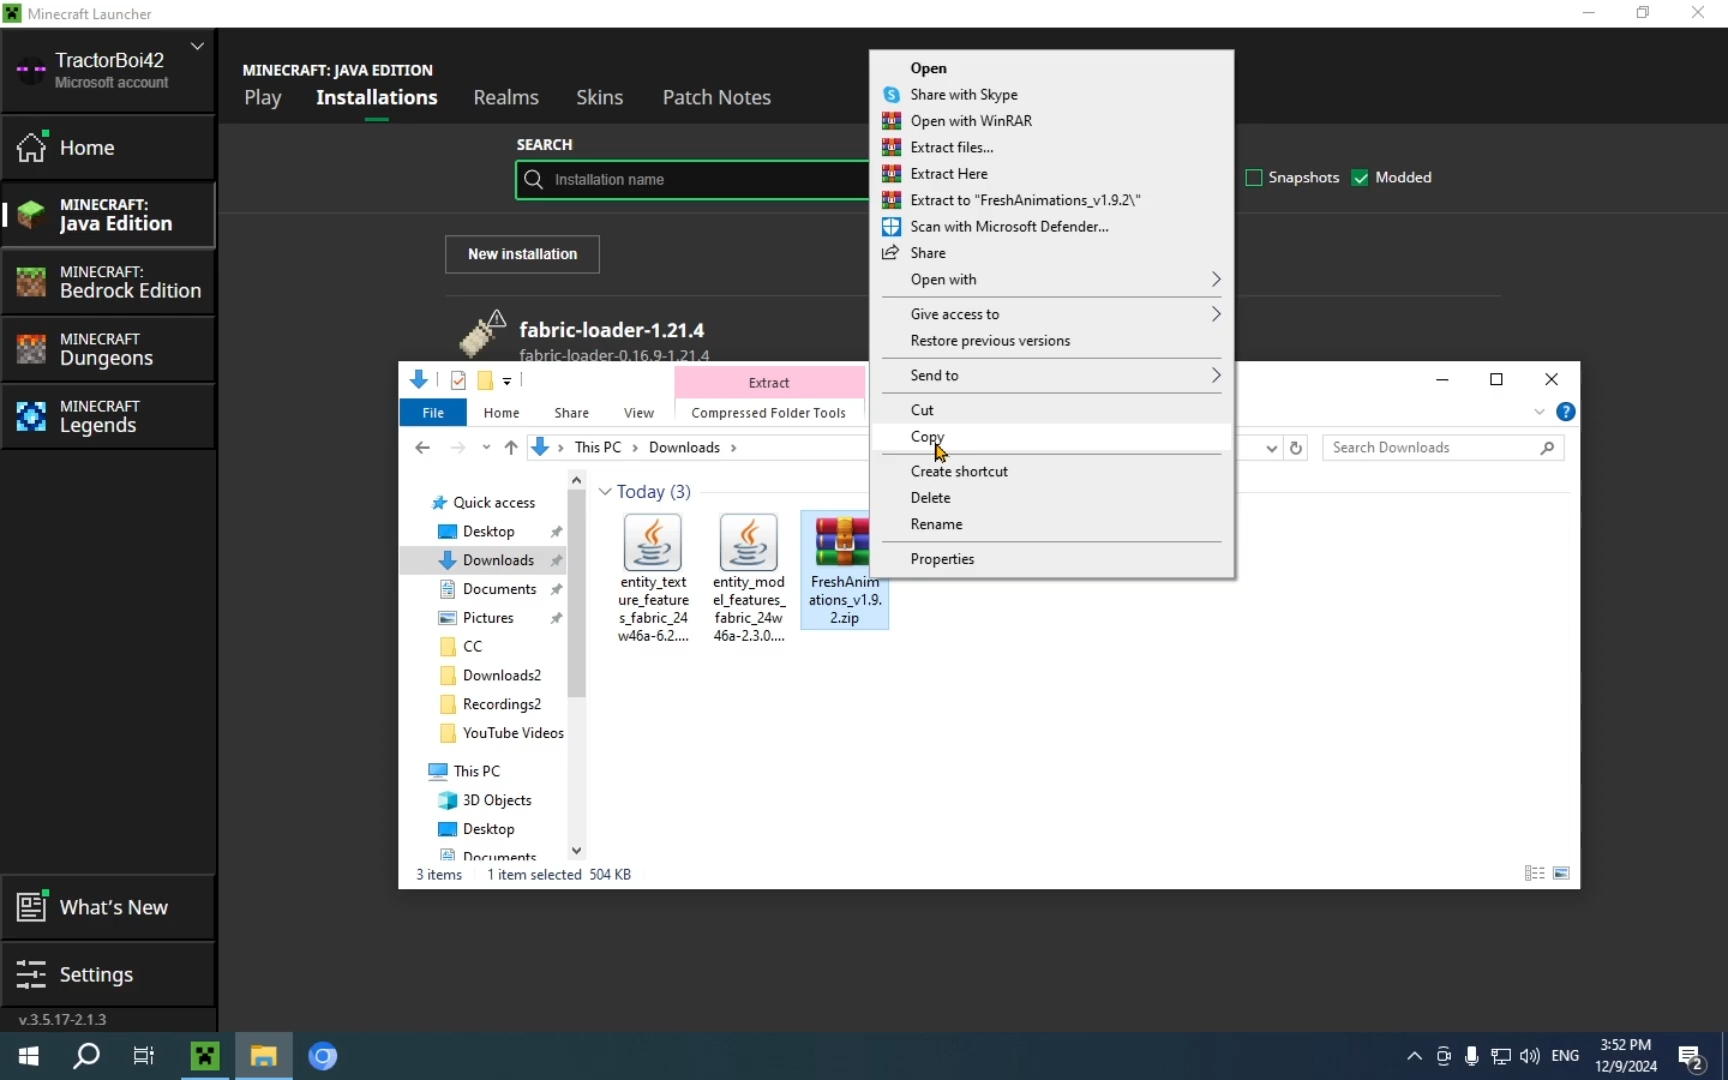 Minecraft Launcher
TractorBoi42
Microsoft account
Home
MINECRAFT:
Java Edition
MINECRAFT:
Bedrock Edition
MINECRAFT
Dungeons
MINECRAFT
Legends
What's New
Settings
v.3.5.17-2.1.3
MINECRAFT: JAVA EDITION
Play Installations Realms Skins Patch Notes
SEARCH
Installation name
Snapshots Modded
New installation
fabric-loader-1.21.4
fabric-loader-0.16.9-1.21.4
Extract
File Home Share View Compressed Folder Tools
This PC Downloads
Search Downloads
Quick access
Desktop
Downloads
Documents
Pictures
CC
Downloads2
Recordings2
YouTube Videos
This PC
3D Objects
Desktop
Documents
Today (3)
entity_text
ure_feature
s_fabric_24
w46a-6.2....
entity_mod
el_features_
fabric_24w
46a-2.3.0....
FreshAnim
ations_v1.9.
2.zip
3 items 1 item selected 504 KB
Open
Share with Skype
Open with WinRAR
Extract files...
Extract Here
Extract to "FreshAnimations_v1.9.2\"
Scan with Microsoft Defender...
Share
Open with
Give access to
Restore previous versions
Send to
Cut
Copy
Create shortcut
Delete
Rename
Properties
ENG
3:52 PM
12/9/2024
2